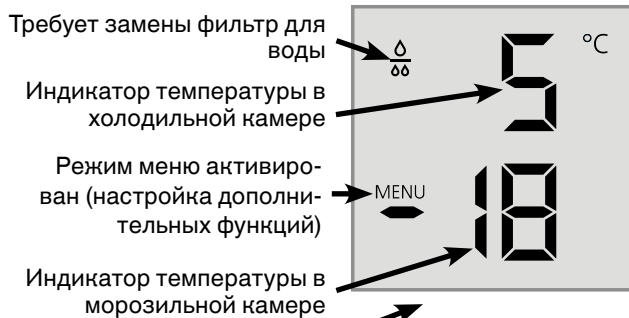 Требует замены фильтр для
воды
°C
5
Индикатор температуры в
холодильной камере
Режим меню активиро-
ван (настройка дополни-
тельных функций)
MENU
-18
Индикатор температуры в
морозильной камере